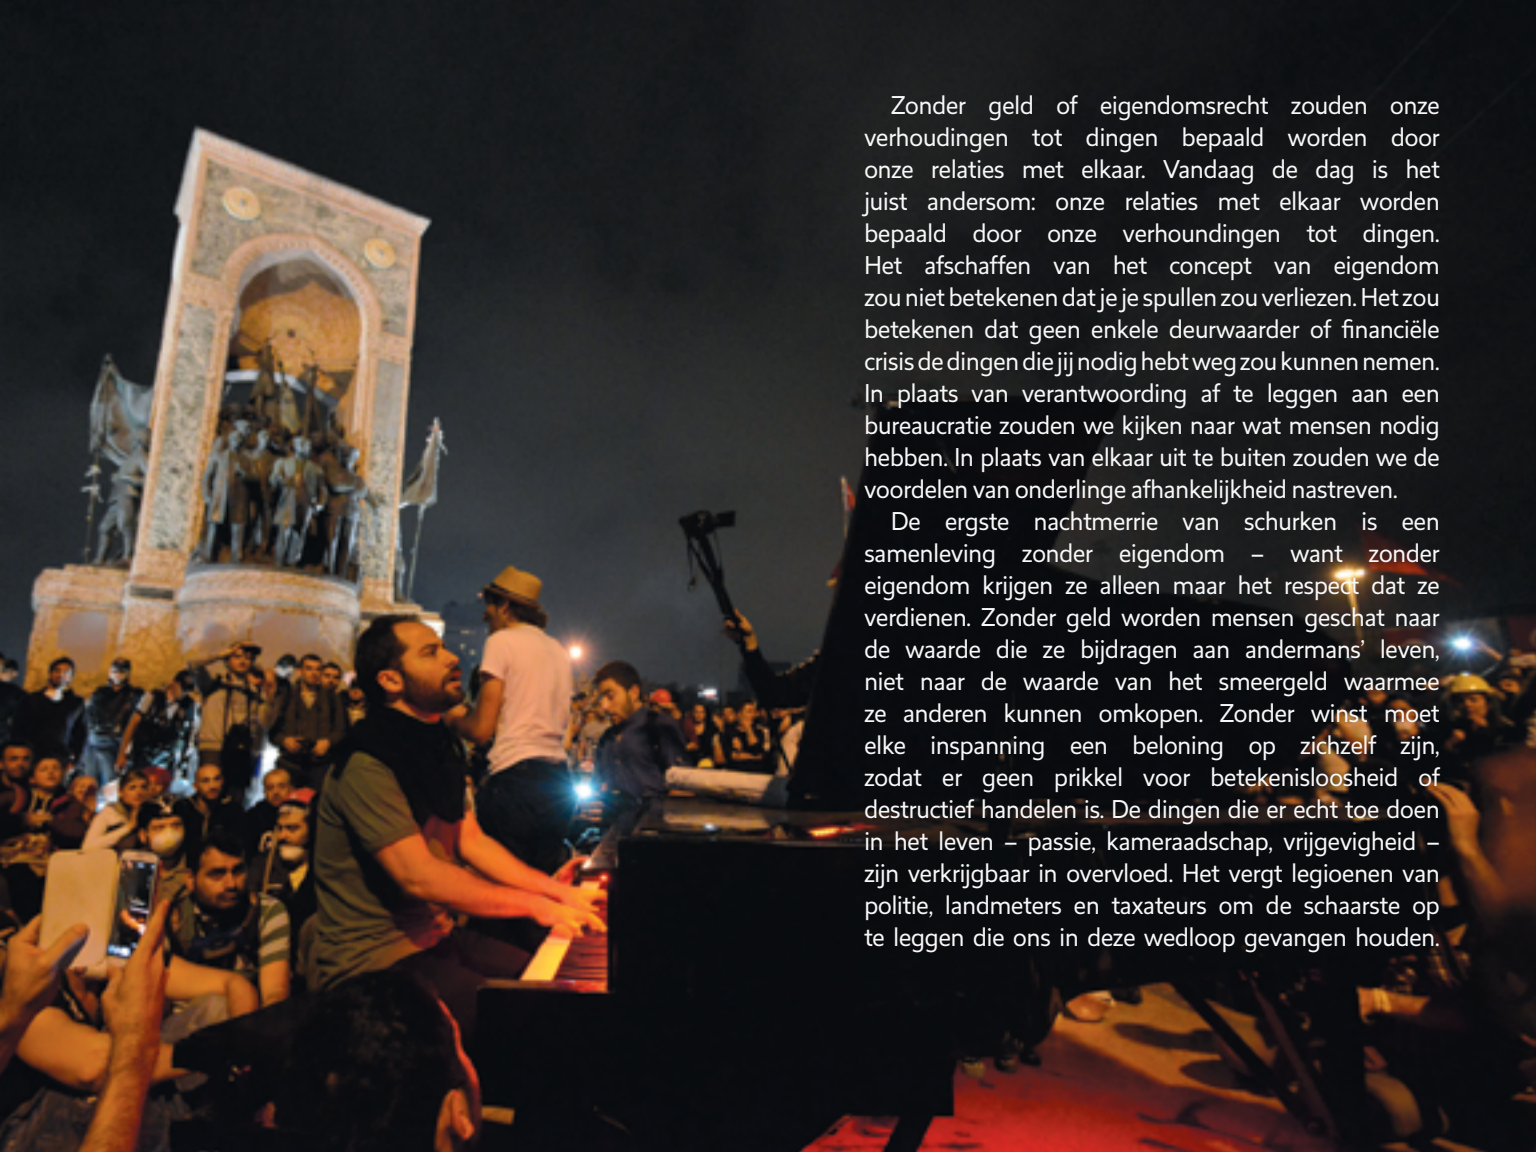 Zonder geld of eigendomsrecht zouden onze
verhoudingen tot dingen bepaald worden door
onze relaties met elkaar. Vandaag de dag is het
juist andersom: onze relaties met elkaar worden
bepaald door onze verhoundingen tot dingen.
Het afschaffen van het concept van eigendom
zou niet betekenen dat je je spullen zou verliezen. Het zou
betekenen dat geen enkele deurwaarder of financiële
crisis de dingen die jij nodig hebt weg zou kunnen nemen.
In plaats van verantwoording af te leggen aan een
bureaucratie zouden we kijken naar wat mensen nodig
hebben. In plaats van elkaar uit te buiten zouden we de
voordelen van onderlinge afhankelijkheid nastreven.
De ergste nachtmerrie van schurken is een
samenleving zonder eigendom – want zonder
eigendom krijgen ze alleen maar het respect dat ze
verdienen. Zonder geld worden mensen geschat naar
de waarde die ze bijdragen aan andermans’ leven,
niet naar de waarde van het smeergeld waarmee
ze anderen kunnen omkopen. Zonder winst moet
elke inspanning een beloning op zichzelf zijn,
zodat er geen prikkel voor betekenisloosheid of
destructief handelen is. De dingen die er echt toe doen
in het leven – passie, kameraadschap, vrijgevigheid –
zijn verkrijgbaar in overvloed. Het vergt legioenen van
politie, landmeters en taxateurs om de schaarste op
te leggen die ons in deze wedloop gevangen houden.